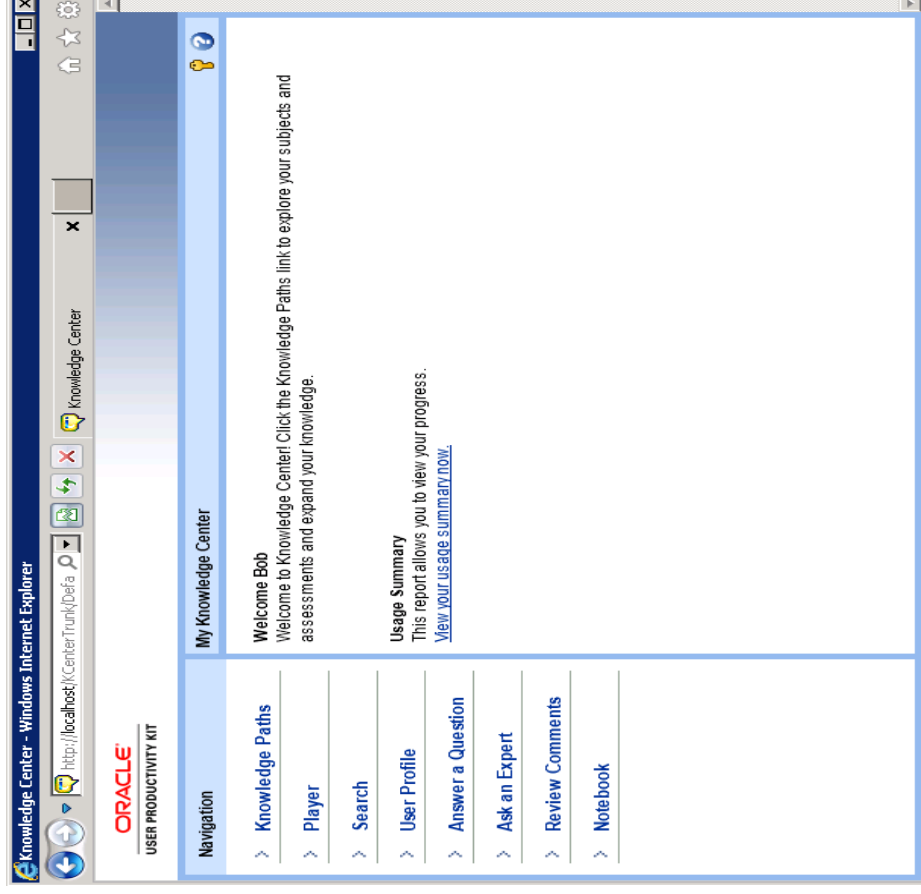 Knowledge Center - Windows Internet Explorer
http://localhost/KCenterTrunk/Defa
Knowledge Center
ORACLE
USER PRODUCTIVITY KIT
Navigation
Knowledge Paths
Player
Search
User Profile
Answer a Question
Ask an Expert
Review Comments
Notebook
My Knowledge Center
Welcome Bob
Welcome to Knowledge Center! Click the Knowledge Paths link to explore your subjects and
assessments and expand your knowledge.
Usage Summary
This report allows you to view your progress.
View your usage summary now.